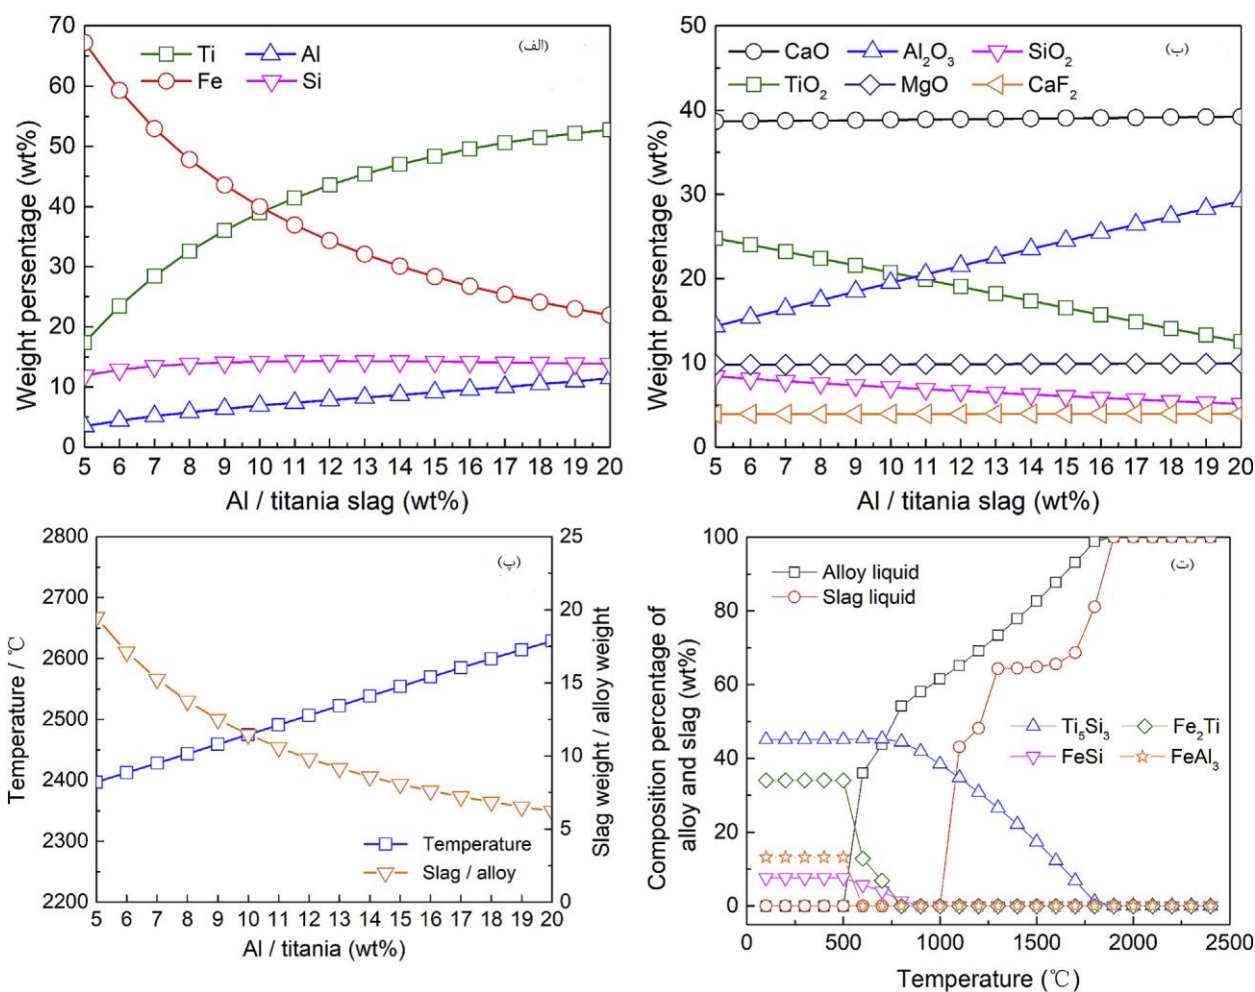 70
60
50
40
30
20
10
0
Weight persentage (wt%)
Ti
Al
Fe
Si
(الف)
5 6 7 8 9 10 11 12 13 14 15 16 17 18 19 20
Al / titania slag (wt%)
50
40
30
20
10
0
Weight persentage (wt%)
(ب)
CaO
Al₂O₃
SiO₂
TiO₂
MgO
CaF₂
5 6 7 8 9 10 11 12 13 14 15 16 17 18 19 20
Al / titania slag (wt%)
2800
2700
2600
2500
2400
2300
2200
Temperature / ℃
(پ)
Temperature
Slag / alloy
25
20
15
10
5
0
Slag weight / alloy weight
5 6 7 8 9 10 11 12 13 14 15 16 17 18 19 20
Al / titania (wt%)
100
80
60
40
20
0
Composition percentage of
alloy and slag (wt%)
Alloy liquid
Slag liquid
(ت)
Ti₅Si₃
Fe₂Ti
FeSi
FeAl₃
0 500 1000 1500 2000 2500
Temperature (℃)